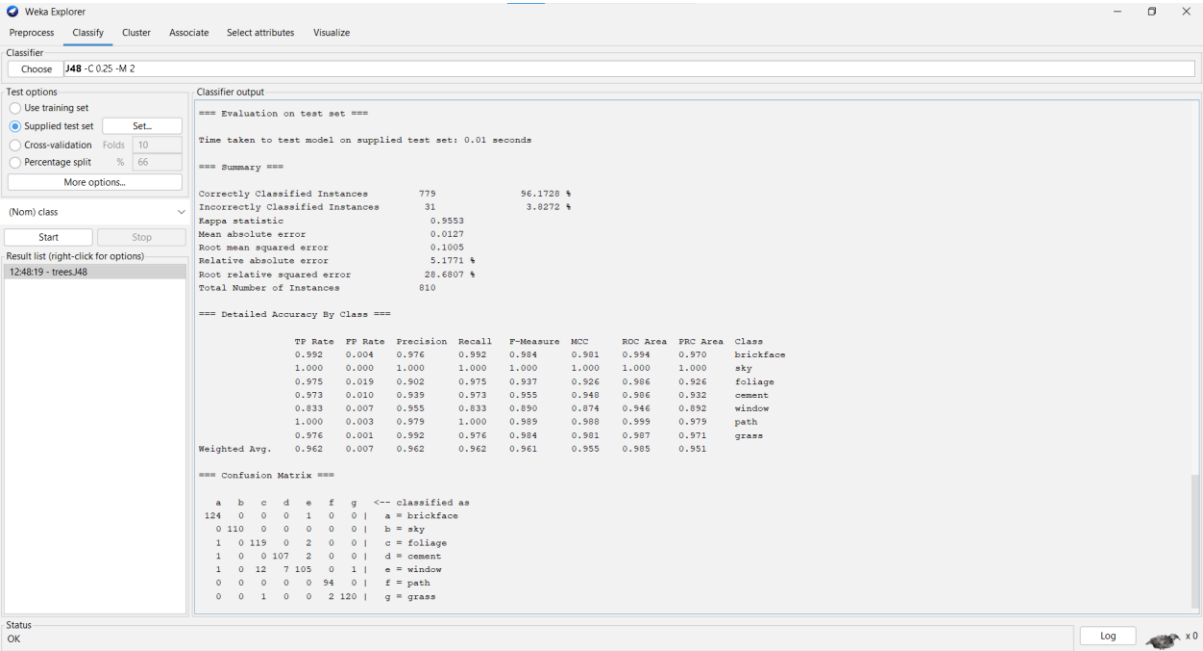 Weka Explorer
Preprocess Classify Cluster Associate Select attributes Visualize
Classifier
Choose J48 -C 0.25 -M 2
Test options
Use training set
Supplied test set Set...
Cross-validation Folds 10
Percentage split % 66
More options...
(Nom) class
Start Stop
Result list (right-click for options)
12:48:19 - trees.J48
Classifier output
=== Evaluation on test set ===
Time taken to test model on supplied test set: 0.01 seconds
=== Summary ===
Correctly Classified Instances 779 96.1728 %
Incorrectly Classified Instances 31 3.8272 %
Kappa statistic 0.9553
Mean absolute error 0.0127
Root mean squared error 0.1005
Relative absolute error 5.1771 %
Root relative squared error 28.6807 %
Total Number of Instances 810
=== Detailed Accuracy By Class ===
TP Rate FP Rate Precision Recall F-Measure MCC ROC Area PRC Area Class
0.992 0.004 0.976 0.992 0.984 0.981 0.994 0.970 brickface
1.000 0.000 1.000 1.000 1.000 1.000 1.000 1.000 sky
0.975 0.019 0.902 0.975 0.937 0.926 0.986 0.926 foliage
0.973 0.010 0.939 0.973 0.955 0.948 0.986 0.932 cement
0.833 0.007 0.955 0.833 0.890 0.874 0.946 0.892 window
1.000 0.003 0.979 1.000 0.989 0.988 0.999 0.979 path
0.976 0.001 0.992 0.976 0.984 0.981 0.987 0.971 grass
Weighted Avg. 0.962 0.007 0.962 0.962 0.961 0.955 0.985 0.951
=== Confusion Matrix ===
a b c d e f g <-- classified as
124 0 0 0 1 0 0 | a = brickface
0 110 0 0 0 0 0 | b = sky
1 0 119 0 2 0 0 | c = foliage
1 0 0 107 2 0 0 | d = cement
1 0 12 7 105 0 1 | e = window
0 0 0 0 0 94 0 | f = path
0 0 1 0 0 2 120 | g = grass
Status
OK
Log x 0